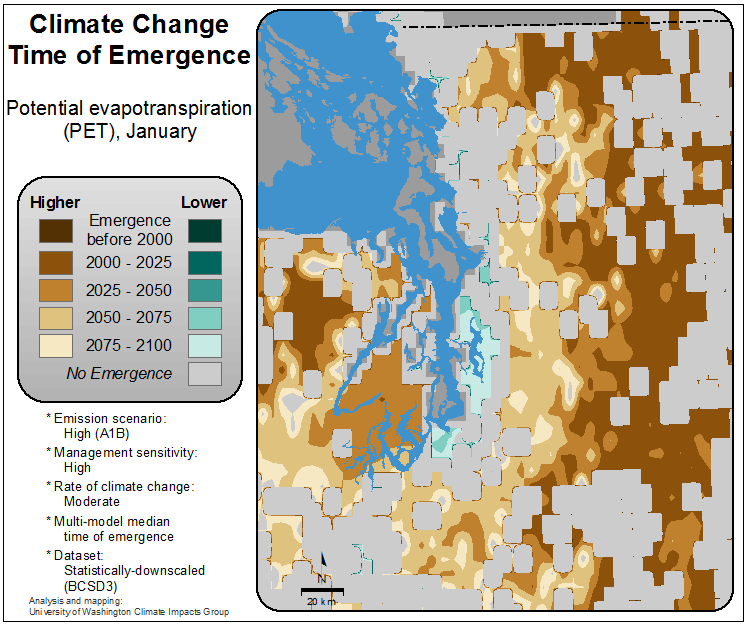 Climate Change
Time of Emergence
Potential evapotranspiration
(PET), January
Higher Lower
Emergence
before 2000
2000 - 2025
2025 - 2050
2050 - 2075
2075 - 2100
No Emergence
* Emission scenario:
High (A1B)
* Management sensitivity:
High
* Rate of climate change:
Moderate
* Multi-model median
time of emergence
* Dataset:
Statistically-downscaled
(BCSD3)
Analysis and mapping:
University of Washington Climate Impacts Group
N
20 km